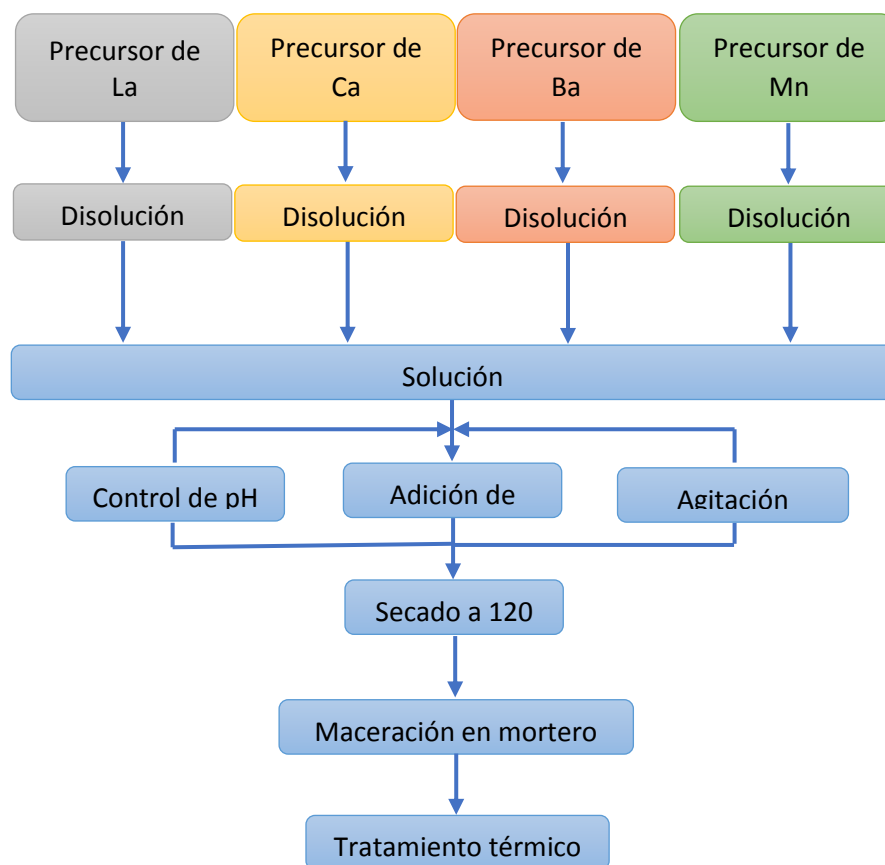 Precursor de
La
Precursor de
Ca
Precursor de
Ba
Precursor de
Mn
Disolución
Disolución
Disolución
Disolución
Solución
Control de pH
Adición de
Agitación
Secado a 120
Maceración en mortero
Tratamiento térmico